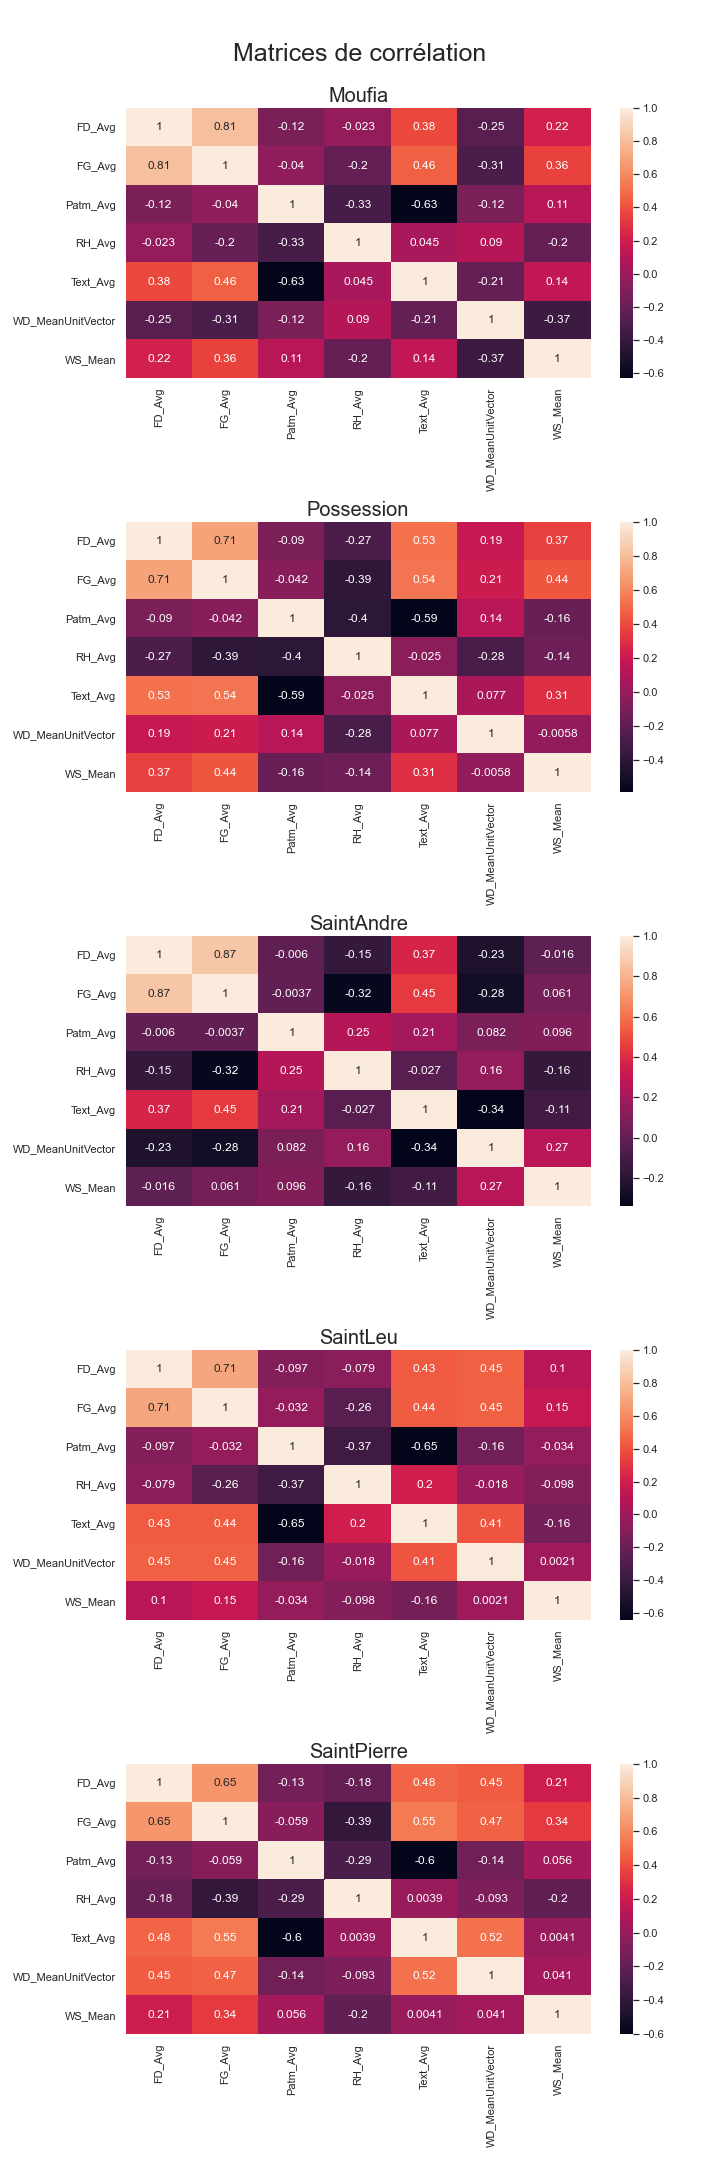 Matrices de corrélation
Moufia
FD_Avg 1 0.81 -0.12 -0.023 0.38 -0.25 0.22
FG_Avg 0.81 1 -0.04 -0.2 0.46 -0.31 0.36
Patm_Avg -0.12 -0.04 1 -0.33 -0.63 -0.12 0.11
RH_Avg -0.023 -0.2 -0.33 1 0.045 0.09 -0.2
Text_Avg 0.38 0.46 -0.63 0.045 1 -0.21 0.14
WD_MeanUnitVector -0.25 -0.31 -0.12 0.09 -0.21 1 -0.37
WS_Mean 0.22 0.36 0.11 -0.2 0.14 -0.37 1
FD_Avg FG_Avg Patm_Avg RH_Avg Text_Avg WD_MeanUnitVector WS_Mean
1.0
0.8
0.6
0.4
0.2
0.0
−0.2
−0.4
−0.6
Possession
FD_Avg 1 0.71 -0.09 -0.27 0.53 0.19 0.37
FG_Avg 0.71 1 -0.042 -0.39 0.54 0.21 0.44
Patm_Avg -0.09 -0.042 1 -0.4 -0.59 0.14 -0.16
RH_Avg -0.27 -0.39 -0.4 1 -0.025 -0.28 -0.14
Text_Avg 0.53 0.54 -0.59 -0.025 1 0.077 0.31
WD_MeanUnitVector 0.19 0.21 0.14 -0.28 0.077 1 -0.0058
WS_Mean 0.37 0.44 -0.16 -0.14 0.31 -0.0058 1
FD_Avg FG_Avg Patm_Avg RH_Avg Text_Avg WD_MeanUnitVector WS_Mean
1.0
0.8
0.6
0.4
0.2
0.0
−0.2
−0.4
SaintAndre
FD_Avg 1 0.87 -0.006 -0.15 0.37 -0.23 -0.016
FG_Avg 0.87 1 -0.0037 -0.32 0.45 -0.28 0.061
Patm_Avg -0.006 -0.0037 1 0.25 0.21 0.082 0.096
RH_Avg -0.15 -0.32 0.25 1 -0.027 0.16 -0.16
Text_Avg 0.37 0.45 0.21 -0.027 1 -0.34 -0.11
WD_MeanUnitVector -0.23 -0.28 0.082 0.16 -0.34 1 0.27
WS_Mean -0.016 0.061 0.096 -0.16 -0.11 0.27 1
FD_Avg FG_Avg Patm_Avg RH_Avg Text_Avg WD_MeanUnitVector WS_Mean
1.0
0.8
0.6
0.4
0.2
0.0
−0.2
SaintLeu
FD_Avg 1 0.71 -0.097 -0.079 0.43 0.45 0.1
FG_Avg 0.71 1 -0.032 -0.26 0.44 0.45 0.15
Patm_Avg -0.097 -0.032 1 -0.37 -0.65 -0.16 -0.034
RH_Avg -0.079 -0.26 -0.37 1 0.2 -0.018 -0.098
Text_Avg 0.43 0.44 -0.65 0.2 1 0.41 -0.16
WD_MeanUnitVector 0.45 0.45 -0.16 -0.018 0.41 1 0.0021
WS_Mean 0.1 0.15 -0.034 -0.098 -0.16 0.0021 1
FD_Avg FG_Avg Patm_Avg RH_Avg Text_Avg WD_MeanUnitVector WS_Mean
1.0
0.8
0.6
0.4
0.2
0.0
−0.2
−0.4
−0.6
SaintPierre
FD_Avg 1 0.65 -0.13 -0.18 0.48 0.45 0.21
FG_Avg 0.65 1 -0.059 -0.39 0.55 0.47 0.34
Patm_Avg -0.13 -0.059 1 -0.29 -0.6 -0.14 0.056
RH_Avg -0.18 -0.39 -0.29 1 0.0039 -0.093 -0.2
Text_Avg 0.48 0.55 -0.6 0.0039 1 0.52 0.0041
WD_MeanUnitVector 0.45 0.47 -0.14 -0.093 0.52 1 0.041
WS_Mean 0.21 0.34 0.056 -0.2 0.0041 0.041 1
FD_Avg FG_Avg Patm_Avg RH_Avg Text_Avg WD_MeanUnitVector WS_Mean
1.0
0.8
0.6
0.4
0.2
0.0
−0.2
−0.4
−0.6